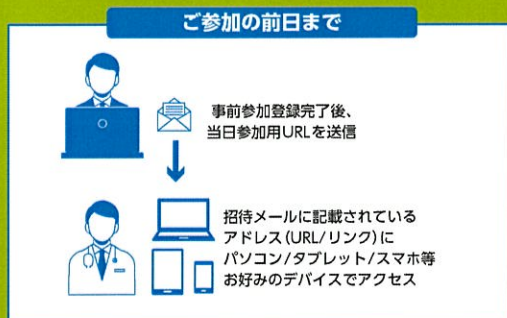 ご参加の前日まで
事前参加登録完了後、
当日参加用URLを送信
招待メールに記載されている
アドレス(URL/リンク)に
パソコン/タブレット/スマホ等
お好みのデバイスでアクセス